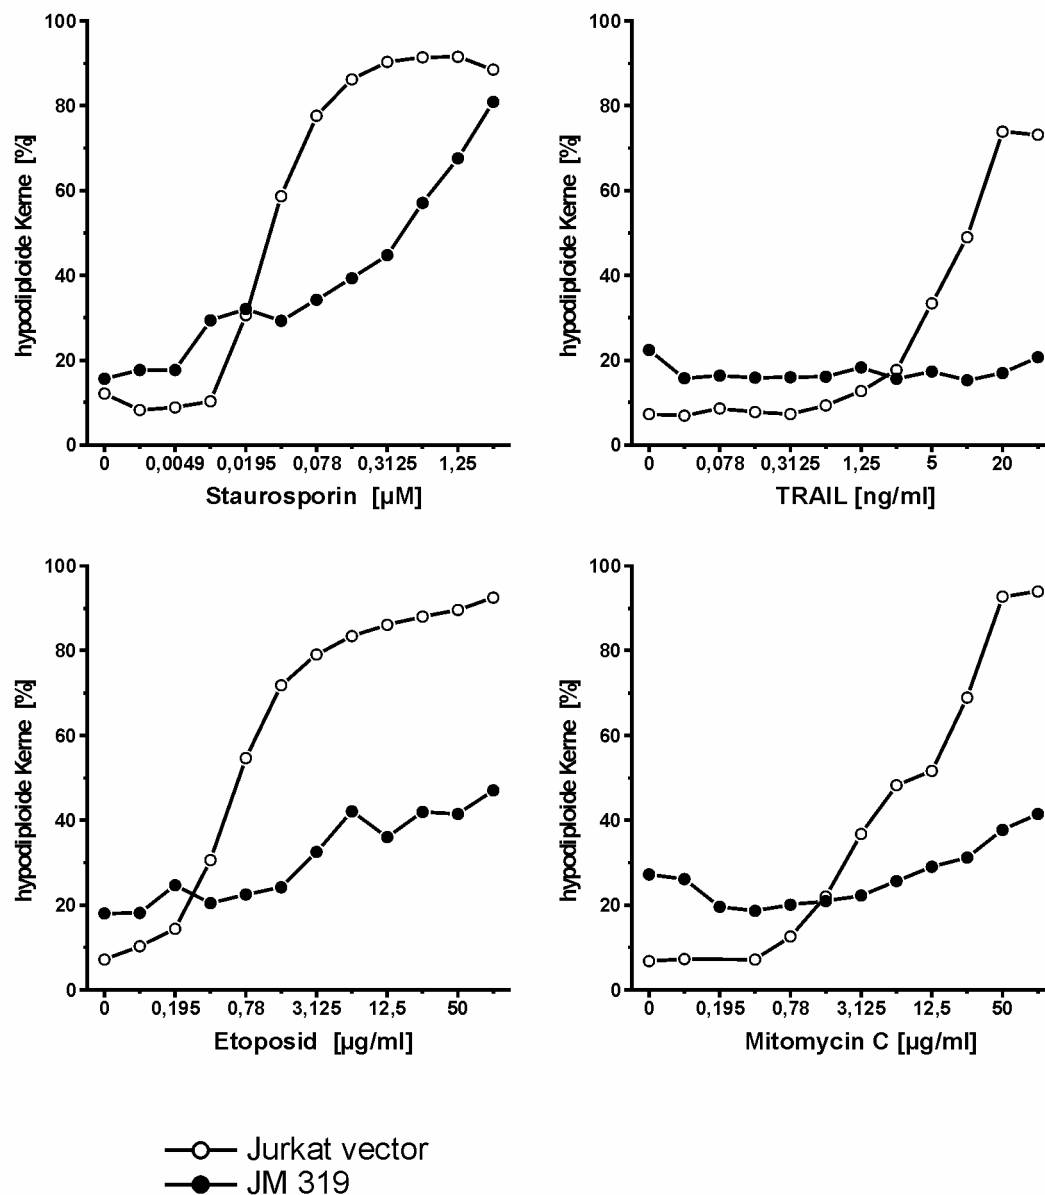 100
80
60
40
20
0
hypodiploide Kerne [%]
0 0,0049 0,0195 0,078 0,3125 1,25
Staurosporin [µM]
100
80
60
40
20
0
hypodiploide Kerne [%]
0 0,078 0,3125 1,25 5 20
TRAIL [ng/ml]
100
80
60
40
20
0
hypodiploide Kerne [%]
0 0,195 0,78 3,125 12,5 50
Etoposid [µg/ml]
100
80
60
40
20
0
hypodiploide Kerne [%]
0 0,195 0,78 3,125 12,5 50
Mitomycin C [µg/ml]
Jurkat vector
JM 319